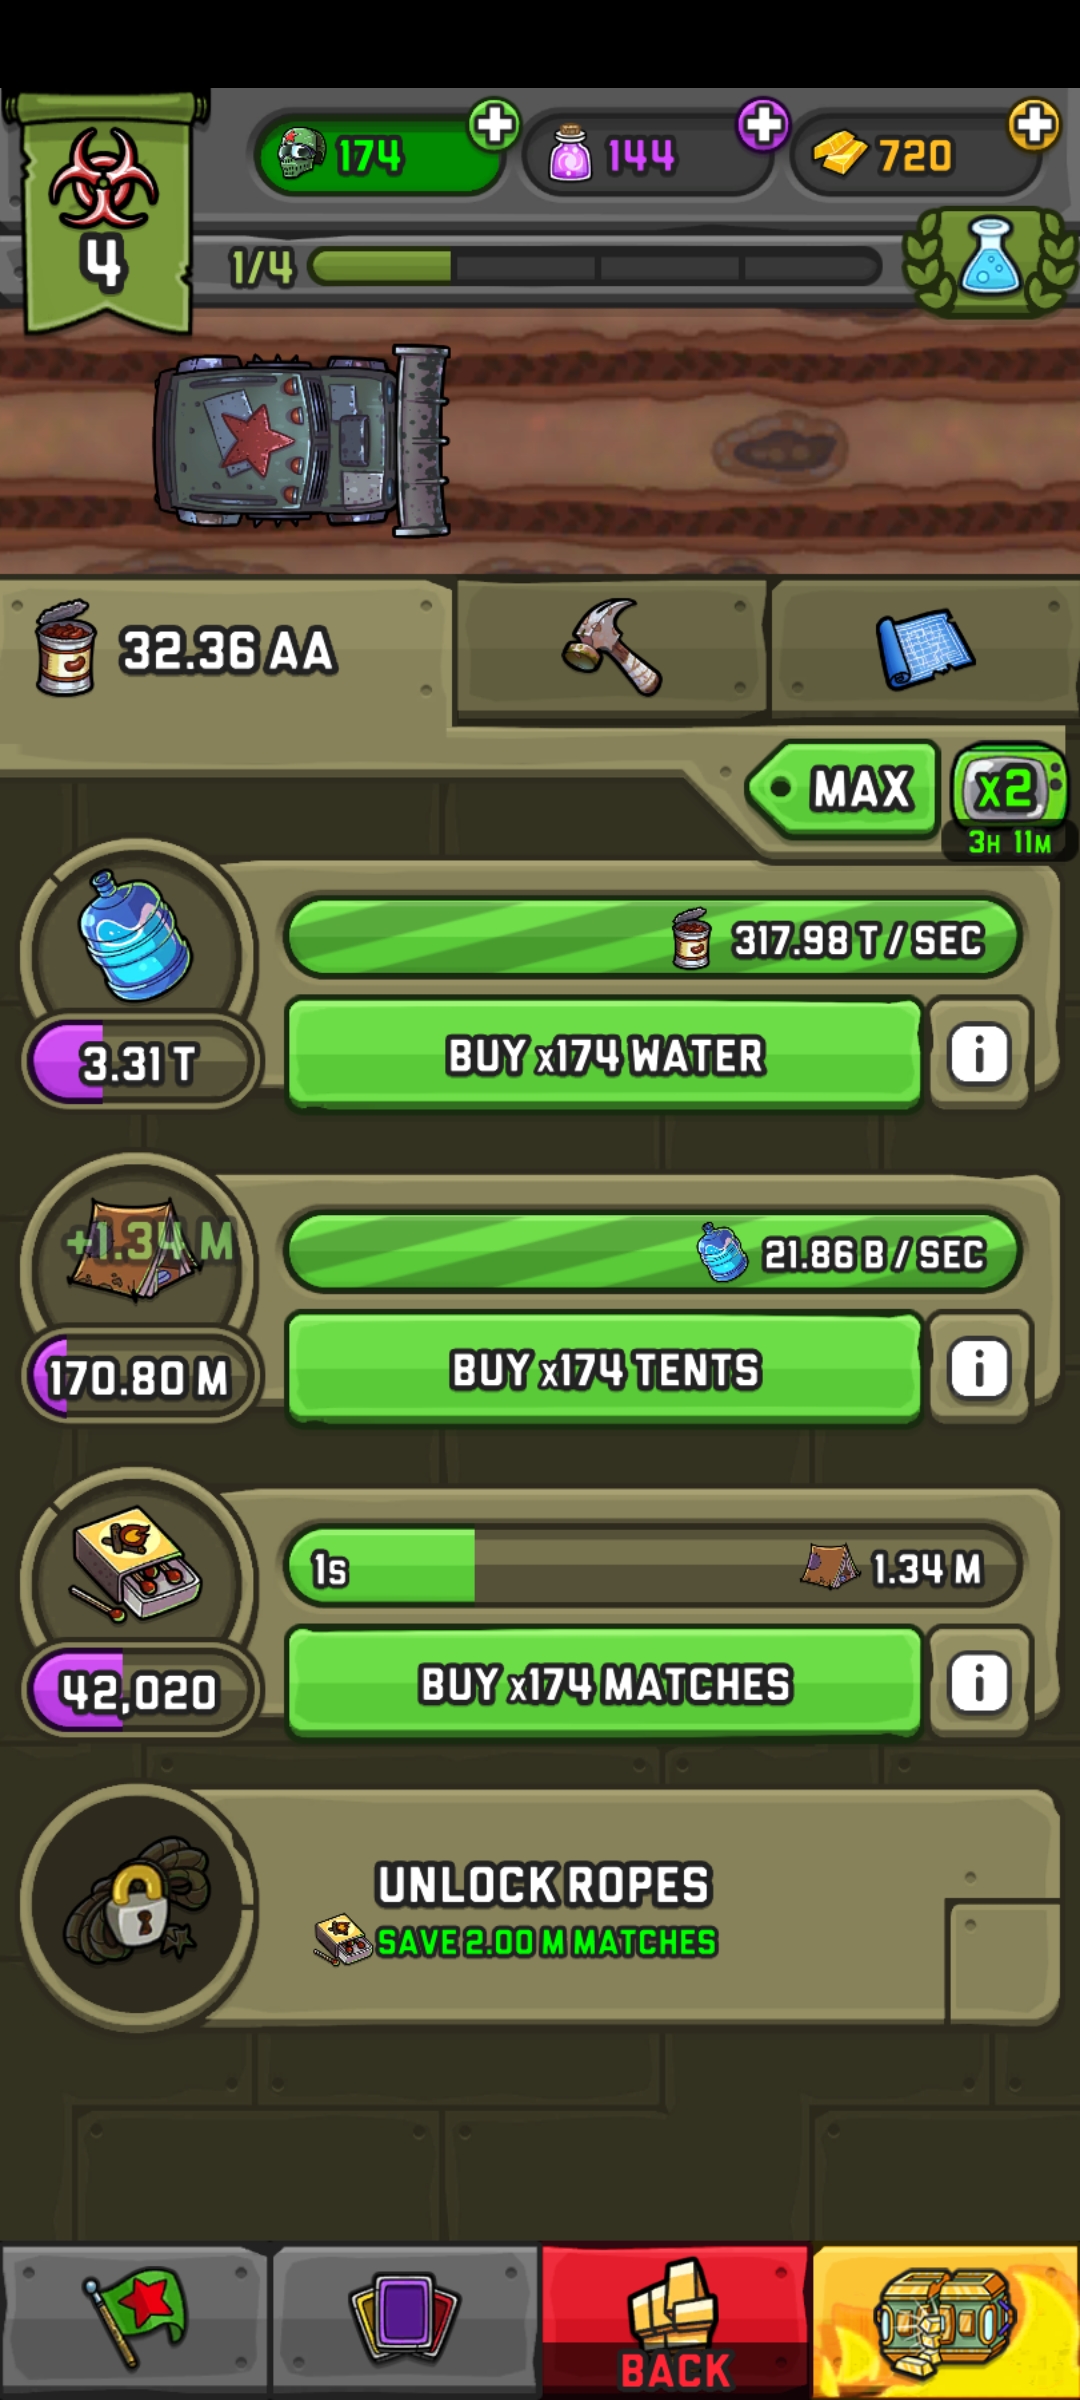 174
144
720
4
1/4
32.36 AA
MAX
x2
3H 11M
317.98 T / SEC
3.31 T
BUY x174 WATER
i
+1.34 M
21.86 B / SEC
170.80 M
BUY x174 TENTS
i
1s
1.34 M
42,020
BUY x174 MATCHES
i
UNLOCK ROPES
SAVE 2.00 M MATCHES
BACK